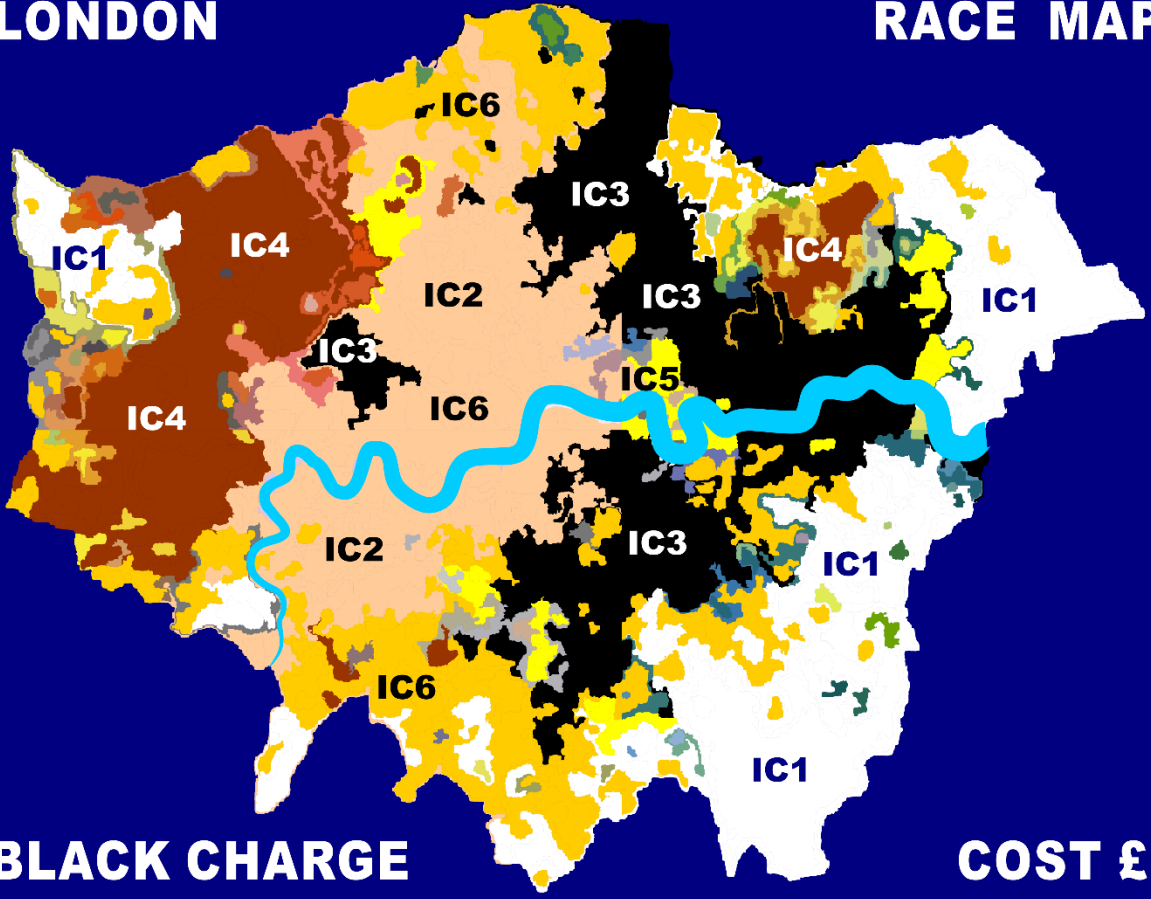 LONDON
RACE MAP
IC6
IC3
IC1
IC4
IC4
IC2
IC3
IC1
IC3
IC5
IC6
IC4
IC2
IC3
IC1
IC6
IC1
BLACK CHARGE
COST £